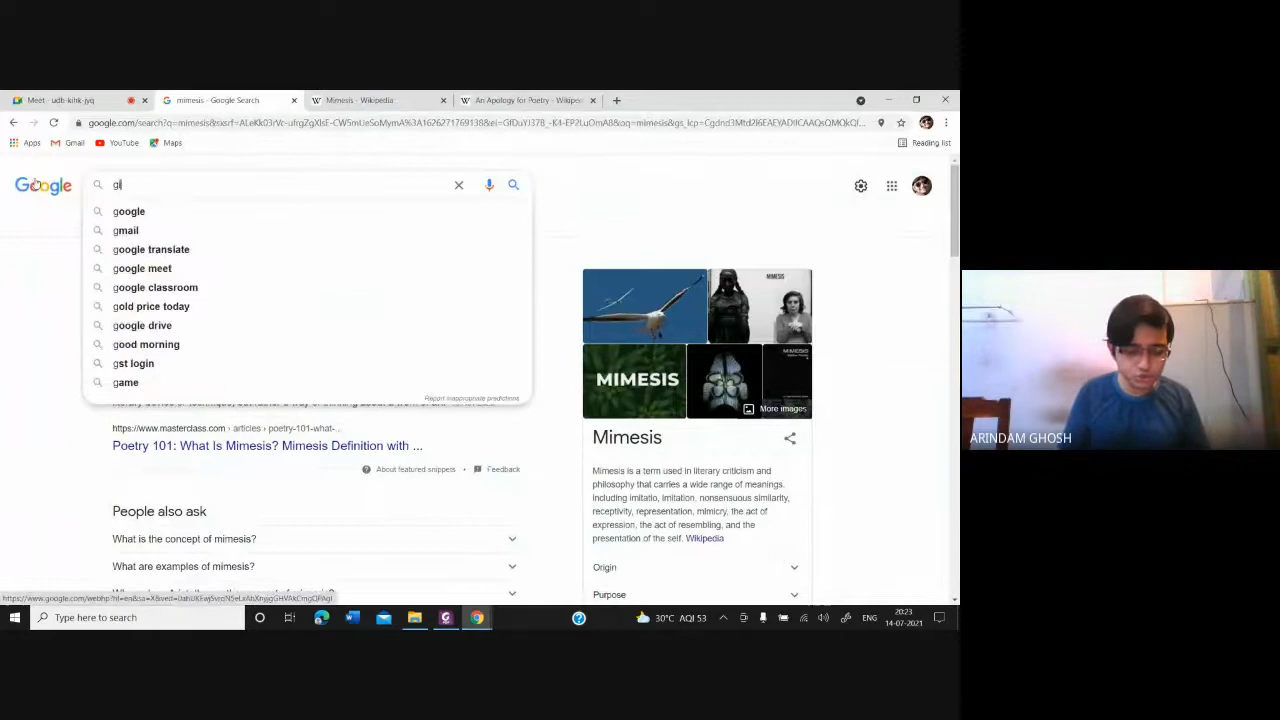 Meet - udb-kihk-jyq
mimesis - Google Search
Mimesis - Wikipedia
An Apology for Poetry - Wikiped
Apps
Gmail
YouTube
Maps
Reading list
Google
gl
google
gmail
google translate
google meet
google classroom
gold price today
google drive
good morning
gst login
game
Report inappropriate predictions
https://www.masterclass.com › articles › poetry-101-what-...
Poetry 101: What Is Mimesis? Mimesis Definition with ...
About featured snippets • Feedback
People also ask
What is the concept of mimesis?
What are examples of mimesis?
MIMESIS
MIMESIS
MIMESIS
More images
Mimesis
Mimesis is a term used in literary criticism and
philosophy that carries a wide range of meanings,
including imitatio, imitation, nonsensuous similarity,
receptivity, representation, mimicry, the act of
expression, the act of resembling, and the
presentation of the self. Wikipedia
Origin
Purpose
ARINDAM GHOSH
Type here to search
30°C AQI 53
ENG
20:23
14-07-2021